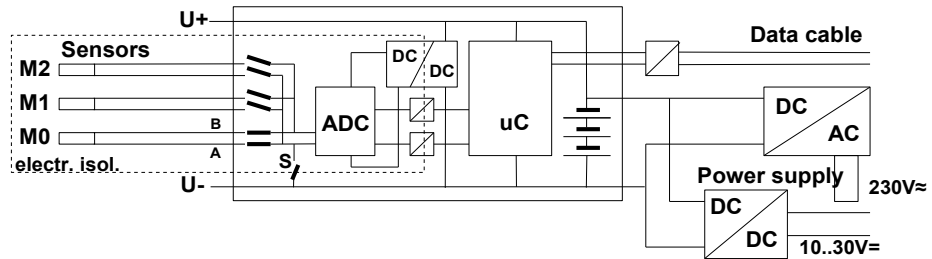 U+
Sensors
M2
M1
M0
B
A
electr. isol.
S
U-
ADC
DC
DC
uC
Data cable
DC
AC
Power supply
230V≈
DC
DC
10..30V=